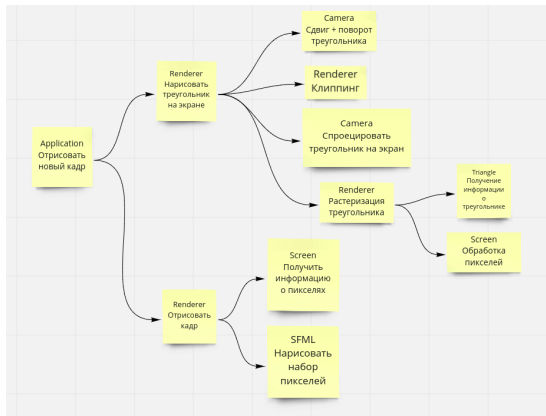 Camera
Сдвиг + поворот
треугольника
Renderer
Нарисовать
треугольник
на экране
Renderer
Клиппинг
Camera
Спроецировать
треугольник на экран
Application
Отрисовать
новый кадр
Renderer
Растеризация
треугольника
Triangle
Получение
информации
о
треугольнике
Screen
Обработка
пикселей
Screen
Получить
информацию
о пикселях
Renderer
Отрисовать
кадр
SFML
Нарисовать
набор
пикселей